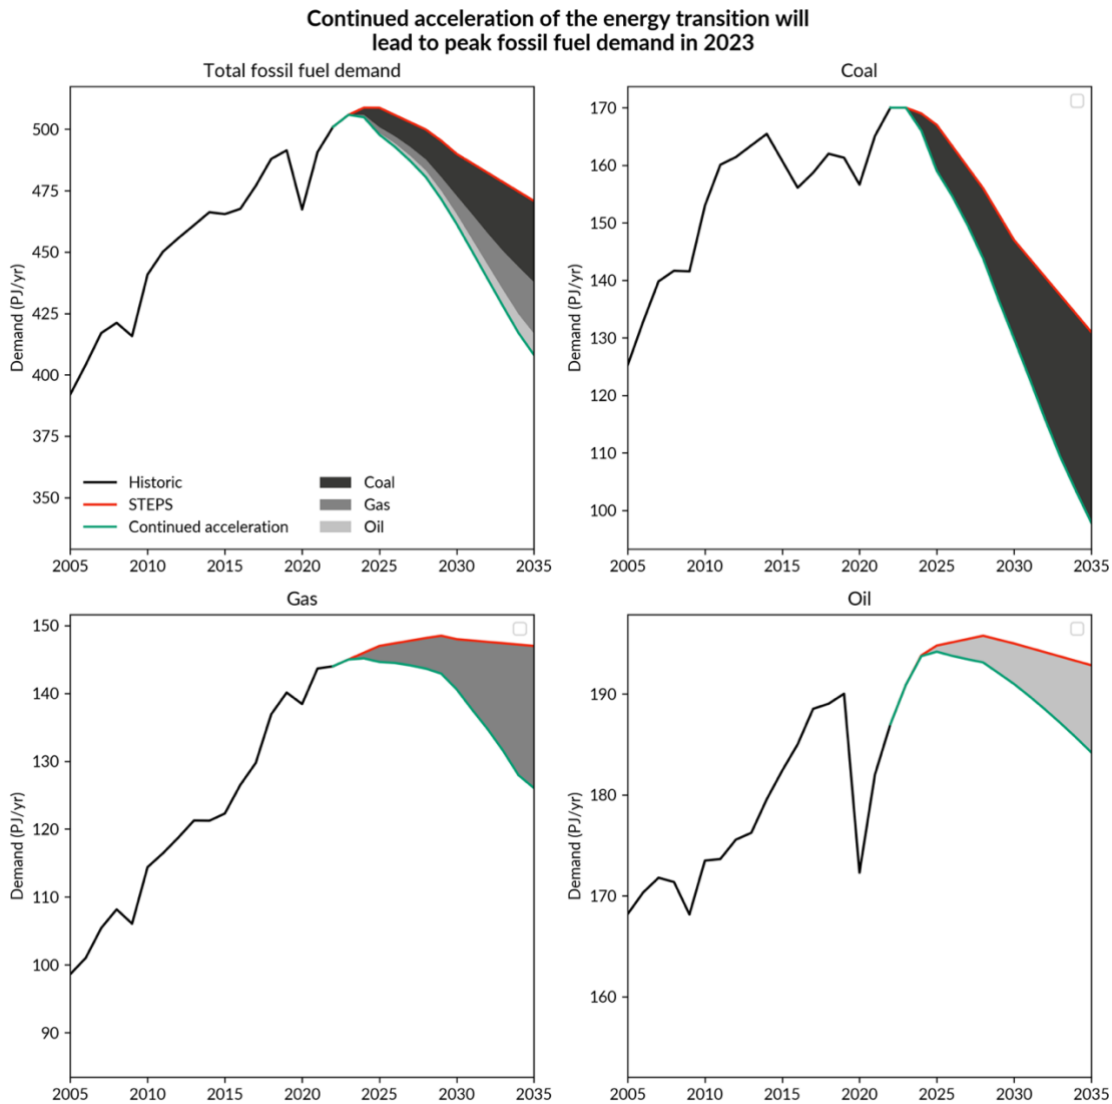 Continued acceleration of the energy transition will
lead to peak fossil fuel demand in 2023
Total fossil fuel demand
Demand (PJ/yr)
500
475
450
425
400
375
350
Historic
STEPS
Continued acceleration
Coal
Gas
Oil
2005 2010 2015 2020 2025 2030 2035
Coal
Demand (PJ/yr)
170
160
150
140
130
120
110
100
2005 2010 2015 2020 2025 2030 2035
Gas
Demand (PJ/yr)
150
140
130
120
110
100
90
2005 2010 2015 2020 2025 2030 2035
Oil
Demand (PJ/yr)
190
180
170
160
2005 2010 2015 2020 2025 2030 2035